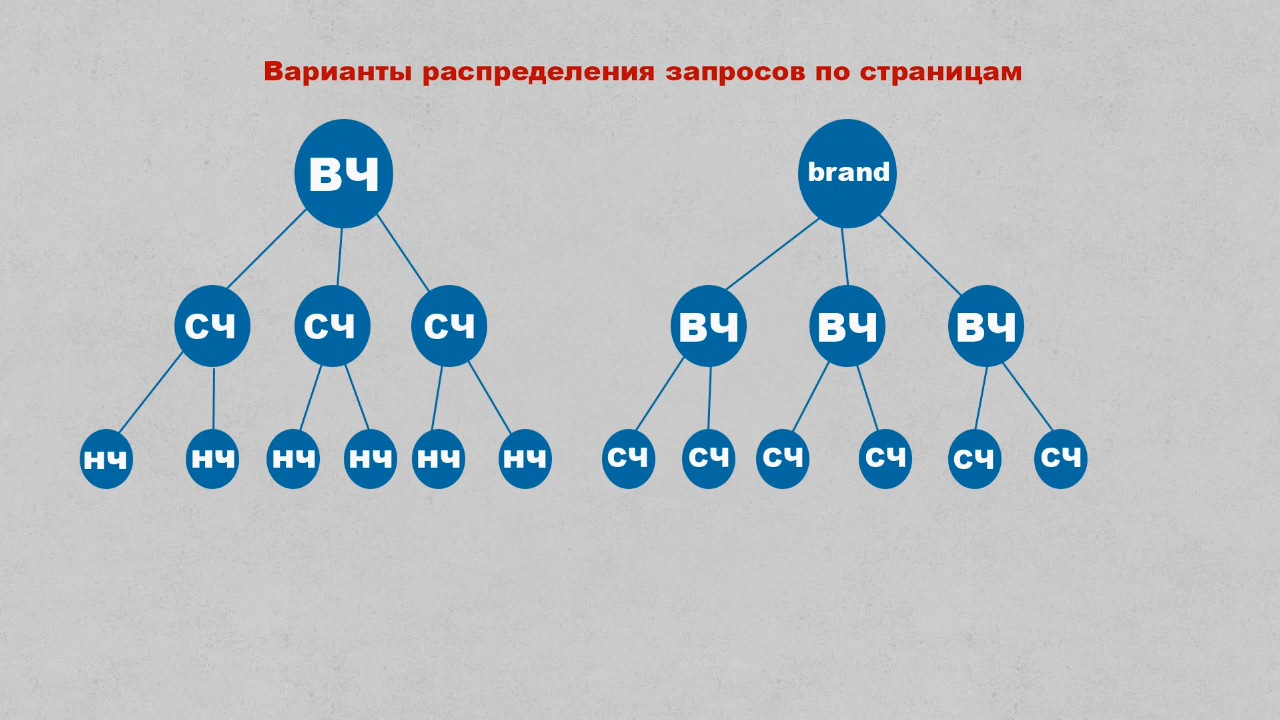 Варианты распределения запросов по страницам
ВЧ
brand
СЧ СЧ СЧ
ВЧ ВЧ ВЧ
НЧ НЧ НЧ НЧ НЧ НЧ
СЧ СЧ СЧ СЧ СЧ СЧ